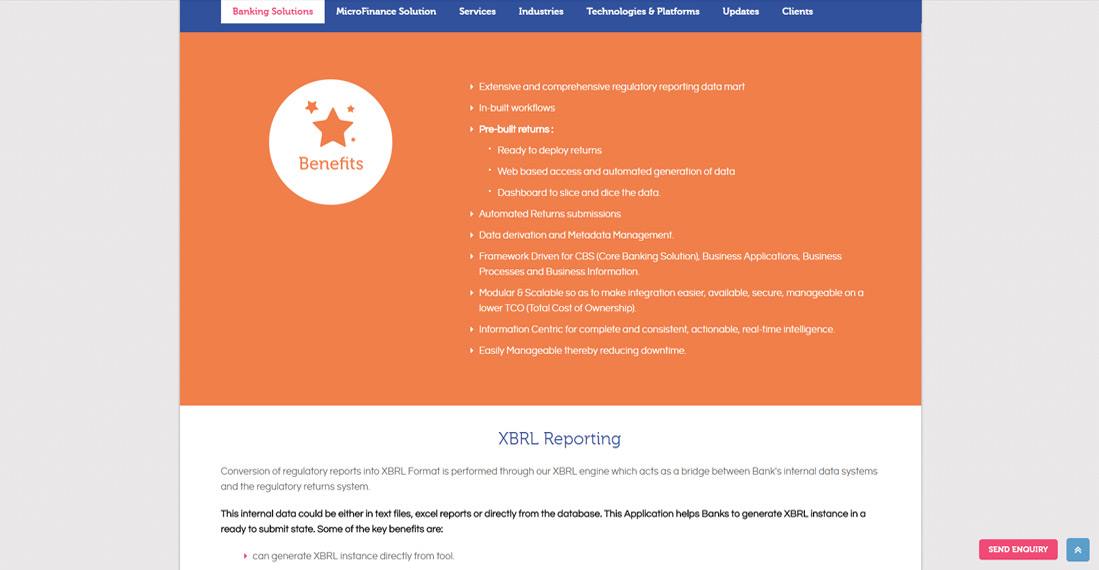 Banking Solutions MicroFinance Solution Services Industries Technologies & Platforms Updates Clients
Benefits
Extensive and comprehensive regulatory reporting data mart
In-built workflows
Pre-built returns :
Ready to deploy returns
Web based access and automated generation of data
Dashboard to slice and dice the data.
Automated Returns submissions
Data derivation and Metadata Management.
Framework Driven for CBS (Core Banking Solution), Business Applications, Business
Processes and Business Information.
Modular & Scalable so as to make integration easier, available, secure, manageable on a
lower TCO (Total Cost of Ownership).
Information Centric for complete and consistent, actionable, real-time intelligence.
Easily Manageable thereby reducing downtime.
XBRL Reporting
Conversion of regulatory reports into XBRL Format is performed through our XBRL engine which acts as a bridge between Bank's internal data systems
and the regulatory returns system.
This internal data could be either in text files, excel reports or directly from the database. This Application helps Banks to generate XBRL instance in a
ready to submit state. Some of the key benefits are:
can generate XBRL instance directly from tool.
SEND ENQUIRY